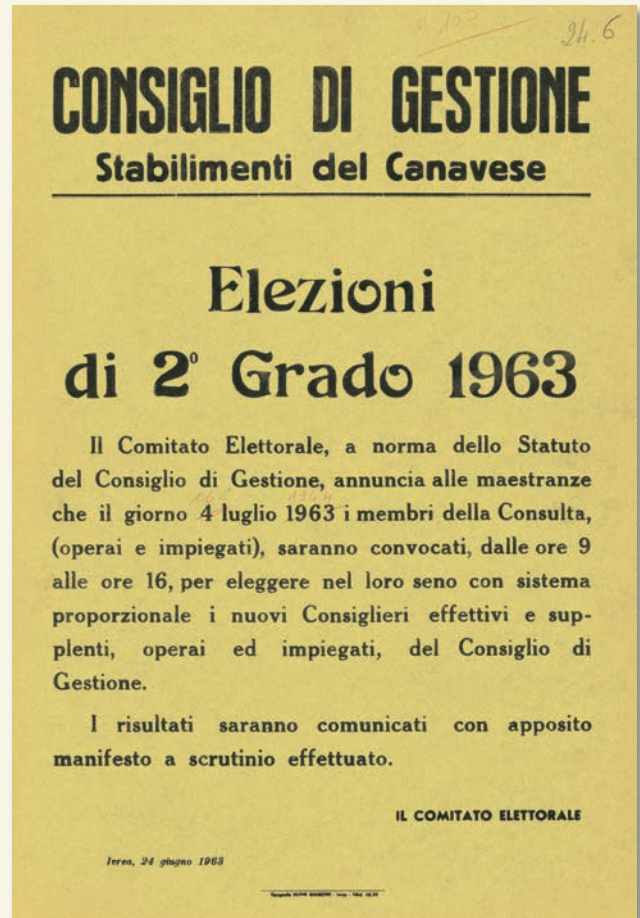 24.6
CONSIGLIO DI GESTIONE
Stabilimenti del Canavese
Elezioni
di 2º Grado 1963
Il Comitato Elettorale, a norma dello Statuto
del Consiglio di Gestione, annuncia alle maestranze
che il giorno 4 luglio 1963 i membri della Consulta,
(operai e impiegati), saranno convocati, dalle ore 9
alle ore 16, per eleggere nel loro seno con sistema
proporzionale i nuovi Consiglieri effettivi e sup-
plenti, operai ed impiegati, del Consiglio di
Gestione.
I risultati saranno comunicati con apposito
manifesto a scrutinio effettuato.
IL COMITATO ELETTORALE
Ivrea, 24 giugno 1963